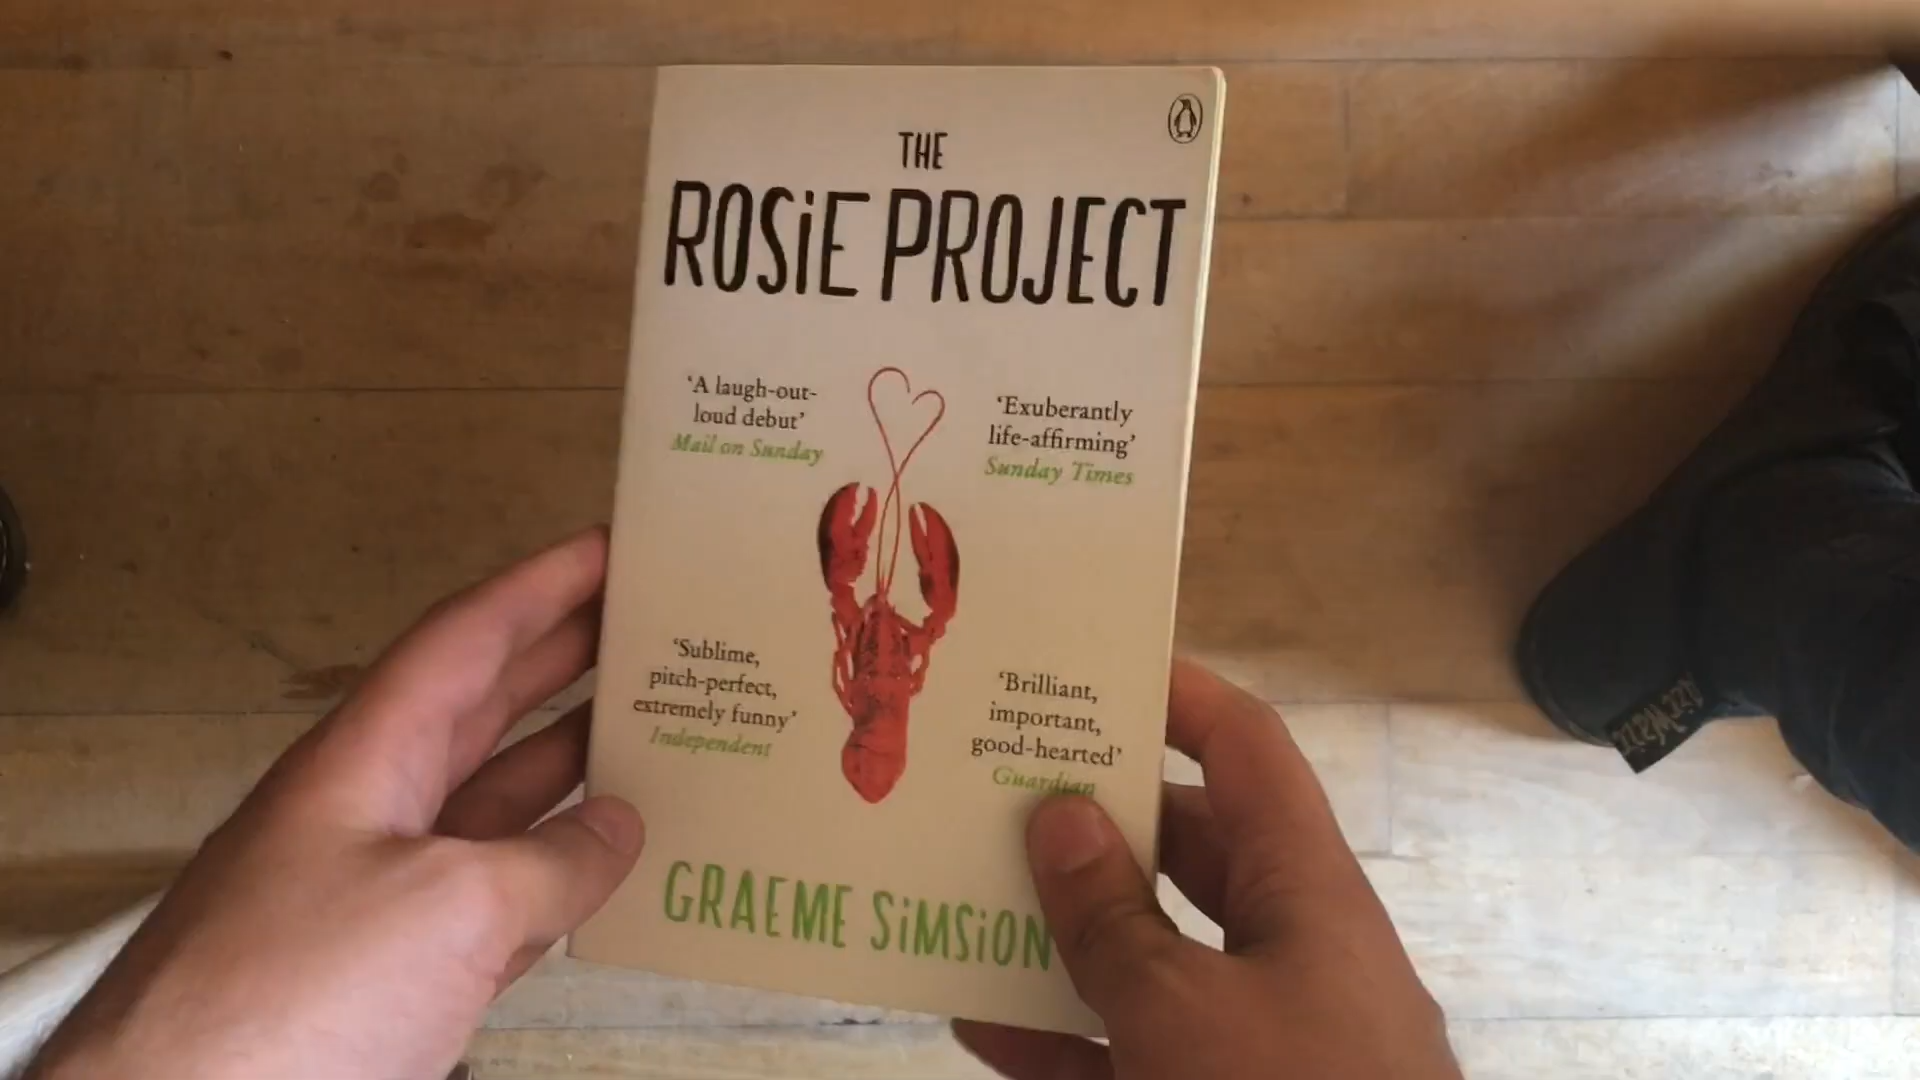 THE
ROSiE PROJECT
‘A laugh-out-
loud debut’
Mail on Sunday
‘Exuberantly
life-affirming’
Sunday Times
‘Sublime,
pitch-perfect,
extremely funny’
Independent
‘Brilliant,
important,
good-hearted’
Guardian
GRAEME SiMSiON